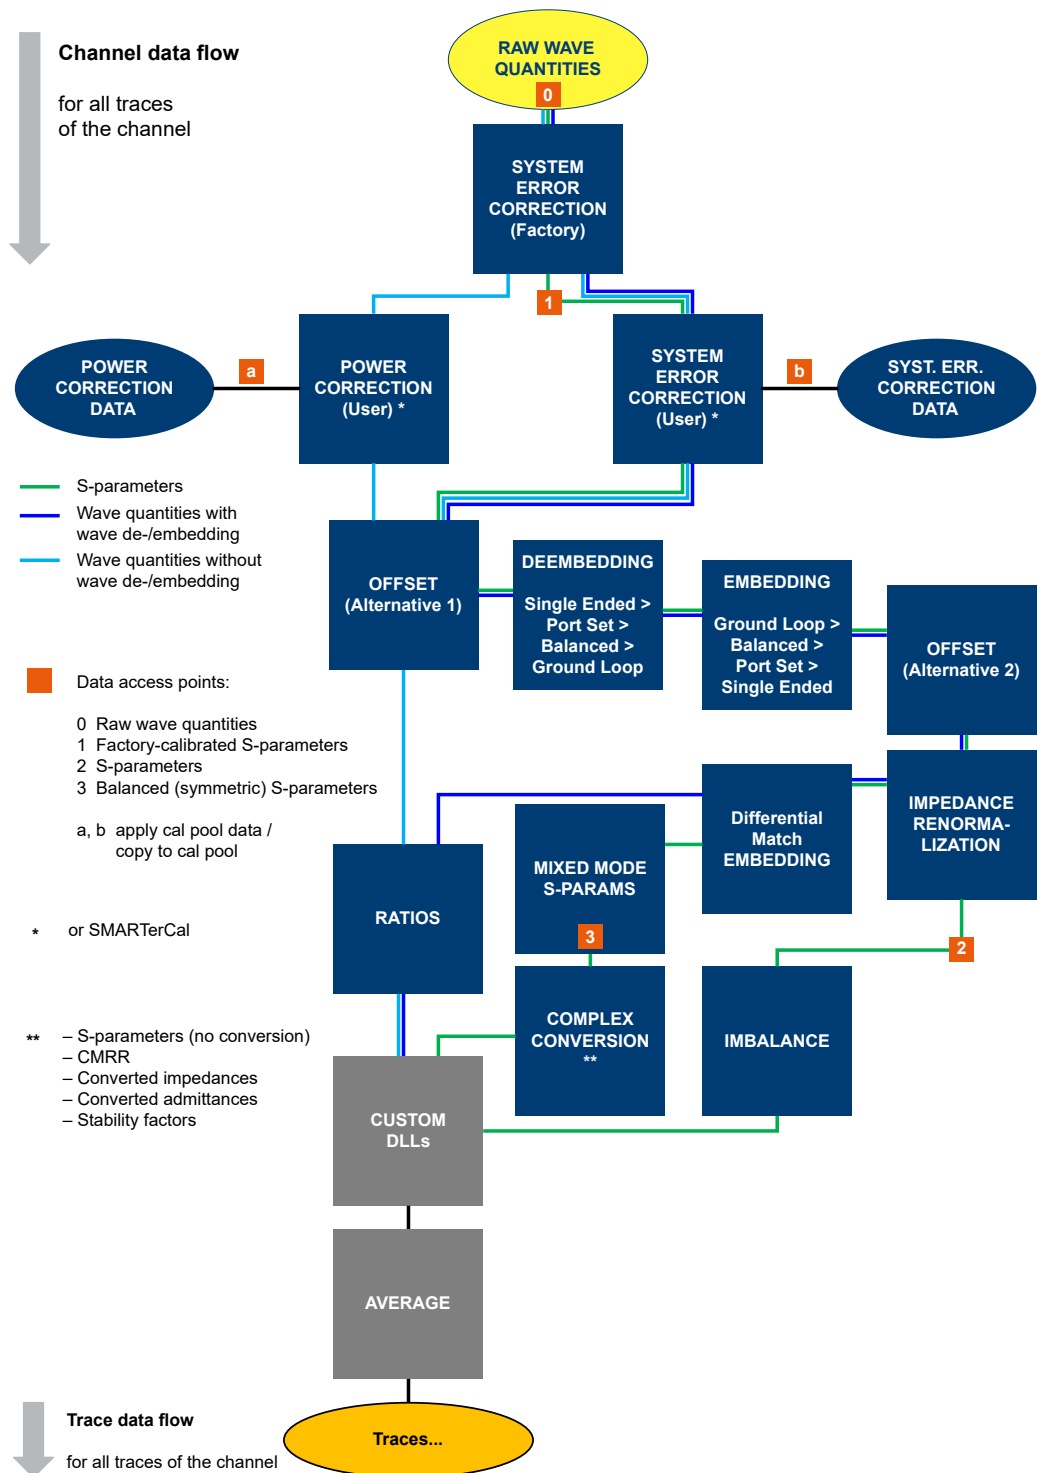 Channel data flow
for all traces
of the channel
RAW WAVE
QUANTITIES
0
SYSTEM
ERROR
CORRECTION
(Factory)
1
POWER
CORRECTION
DATA
a
POWER
CORRECTION
(User) *
SYSTEM
ERROR
CORRECTION
(User) *
b
SYST. ERR.
CORRECTION
DATA
S-parameters
Wave quantities with
wave de-/embedding
Wave quantities without
wave de-/embedding
OFFSET
(Alternative 1)
DEEMBEDDING
Single Ended >
Port Set >
Balanced >
Ground Loop
EMBEDDING
Ground Loop >
Balanced >
Port Set >
Single Ended
OFFSET
(Alternative 2)
Data access points:
0 Raw wave quantities
1 Factory-calibrated S-parameters
2 S-parameters
3 Balanced (symmetric) S-parameters
a, b apply cal pool data /
copy to cal pool
* or SMARTerCal
** – S-parameters (no conversion)
– CMRR
– Converted impedances
– Converted admittances
– Stability factors
IMPEDANCE
RENORMA-
LIZATION
Differential
Match
EMBEDDING
MIXED MODE
S-PARAMS
3
RATIOS
2
COMPLEX
CONVERSION
**
IMBALANCE
CUSTOM
DLLs
AVERAGE
Traces...
Trace data flow
for all traces of the channel